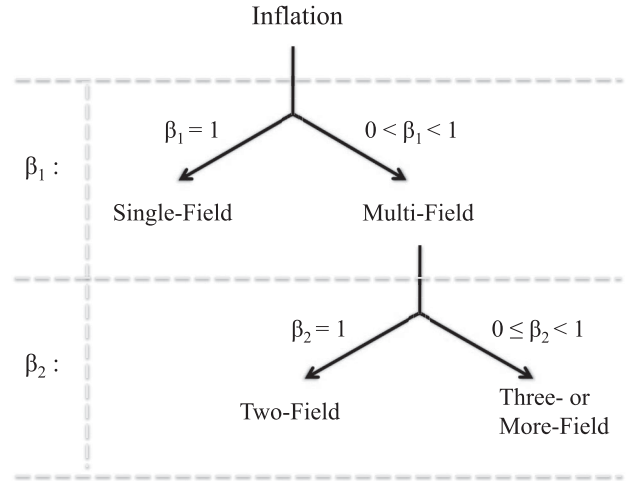 Inflation
β₁ = 1
0 < β₁ < 1
β₁ :
Single-Field
Multi-Field
β₂ = 1
0 ≤ β₂ < 1
β₂ :
Two-Field
Three- or
More-Field